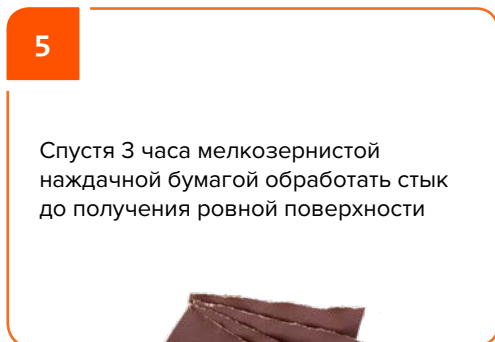 5
Спустя 3 часа мелкозернистой
наждачной бумагой обработать стык
до получения ровной поверхности